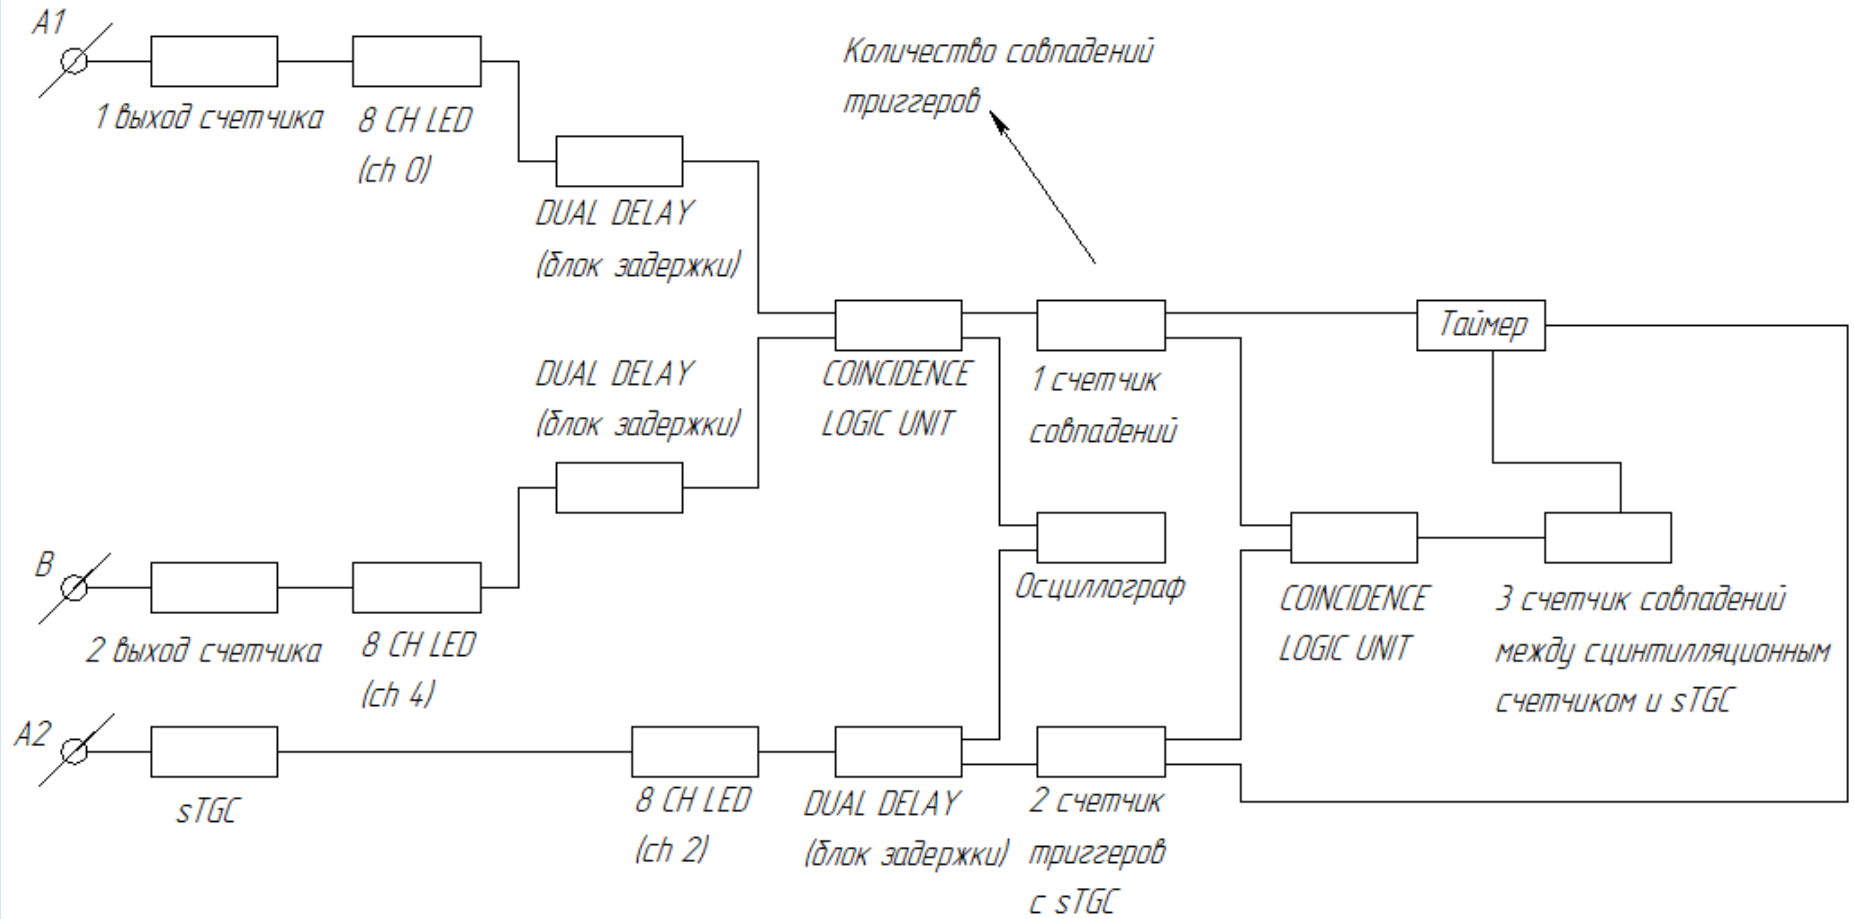 A1
1 выход счетчика
8 CH LED
(ch 0)
DUAL DELAY
(блок задержки)
Количество совпадений
триггеров
DUAL DELAY
(блок задержки)
COINCIDENCE
LOGIC UNIT
1 счетчик
совпадений
Таймер
B
2 выход счетчика
8 CH LED
(ch 4)
Осциллограф
COINCIDENCE
LOGIC UNIT
3 счетчик совпадений
между сцинтилляционным
счетчиком и sTGC
A2
sTGC
8 CH LED
(ch 2)
DUAL DELAY
(блок задержки)
2 счетчик
триггеров
с sTGC